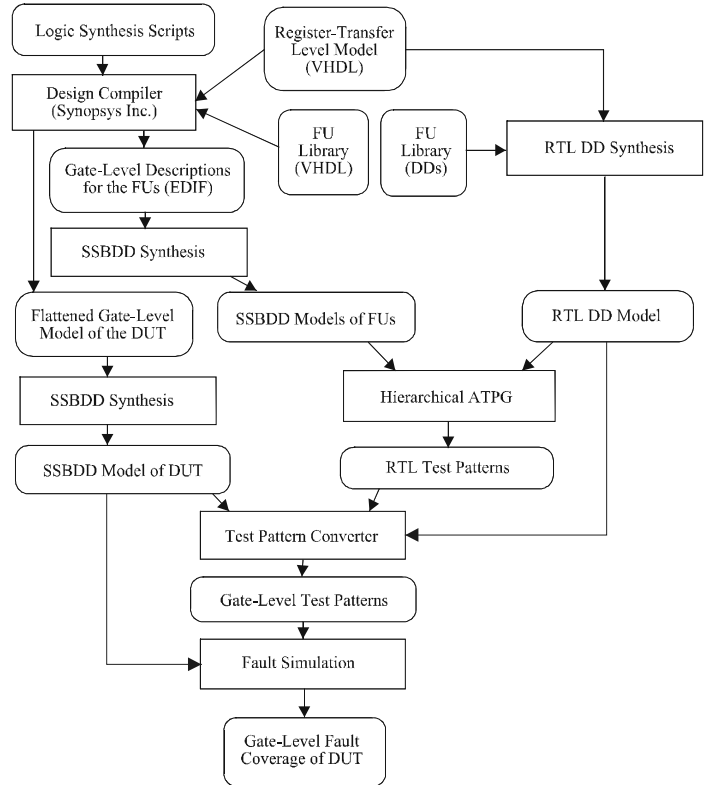 Logic Synthesis Scripts
Register-Transfer
Level Model
(VHDL)
Design Compiler
(Synopsys Inc.)
FU
Library
(VHDL)
FU
Library
(DDs)
RTL DD Synthesis
Gate-Level Descriptions
for the FUs (EDIF)
SSBDD Synthesis
Flattened Gate-Level
Model of the DUT
SSBDD Models of FUs
RTL DD Model
SSBDD Synthesis
Hierarchical ATPG
SSBDD Model of DUT
RTL Test Patterns
Test Pattern Converter
Gate-Level Test Patterns
Fault Simulation
Gate-Level Fault
Coverage of DUT